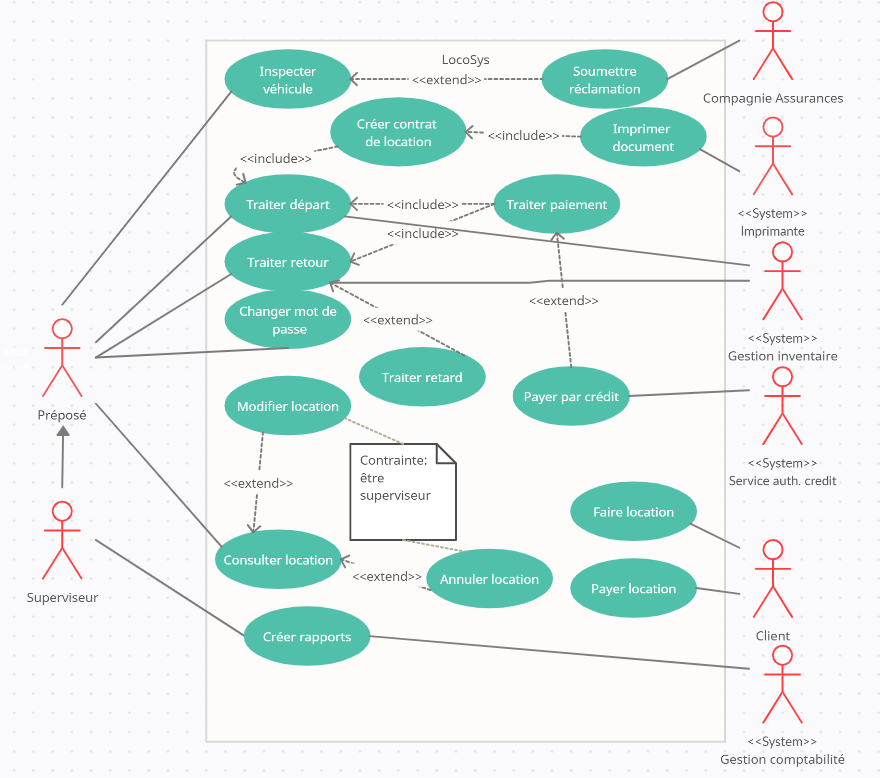 LocoSys
Inspecter
véhicule
<<extend>>
Soumettre
réclamation
Compagnie Assurances
Créer contrat
de location
<<include>>
Imprimer
document
<<include>>
Traiter départ
<<include>>
Traiter paiement
<<System>>
Imprimante
<<include>>
Traiter retour
<<extend>>
Changer mot de
passe
<<extend>>
<<System>>
Gestion inventaire
Traiter retard
Payer par crédit
Modifier location
Préposé
Contrainte:
être
superviseur
<<System>>
Service auth. credit
<<extend>>
Faire location
Consulter location
<<extend>>
Annuler location
Payer location
Superviseur
Créer rapports
Client
<<System>>
Gestion comptabilité